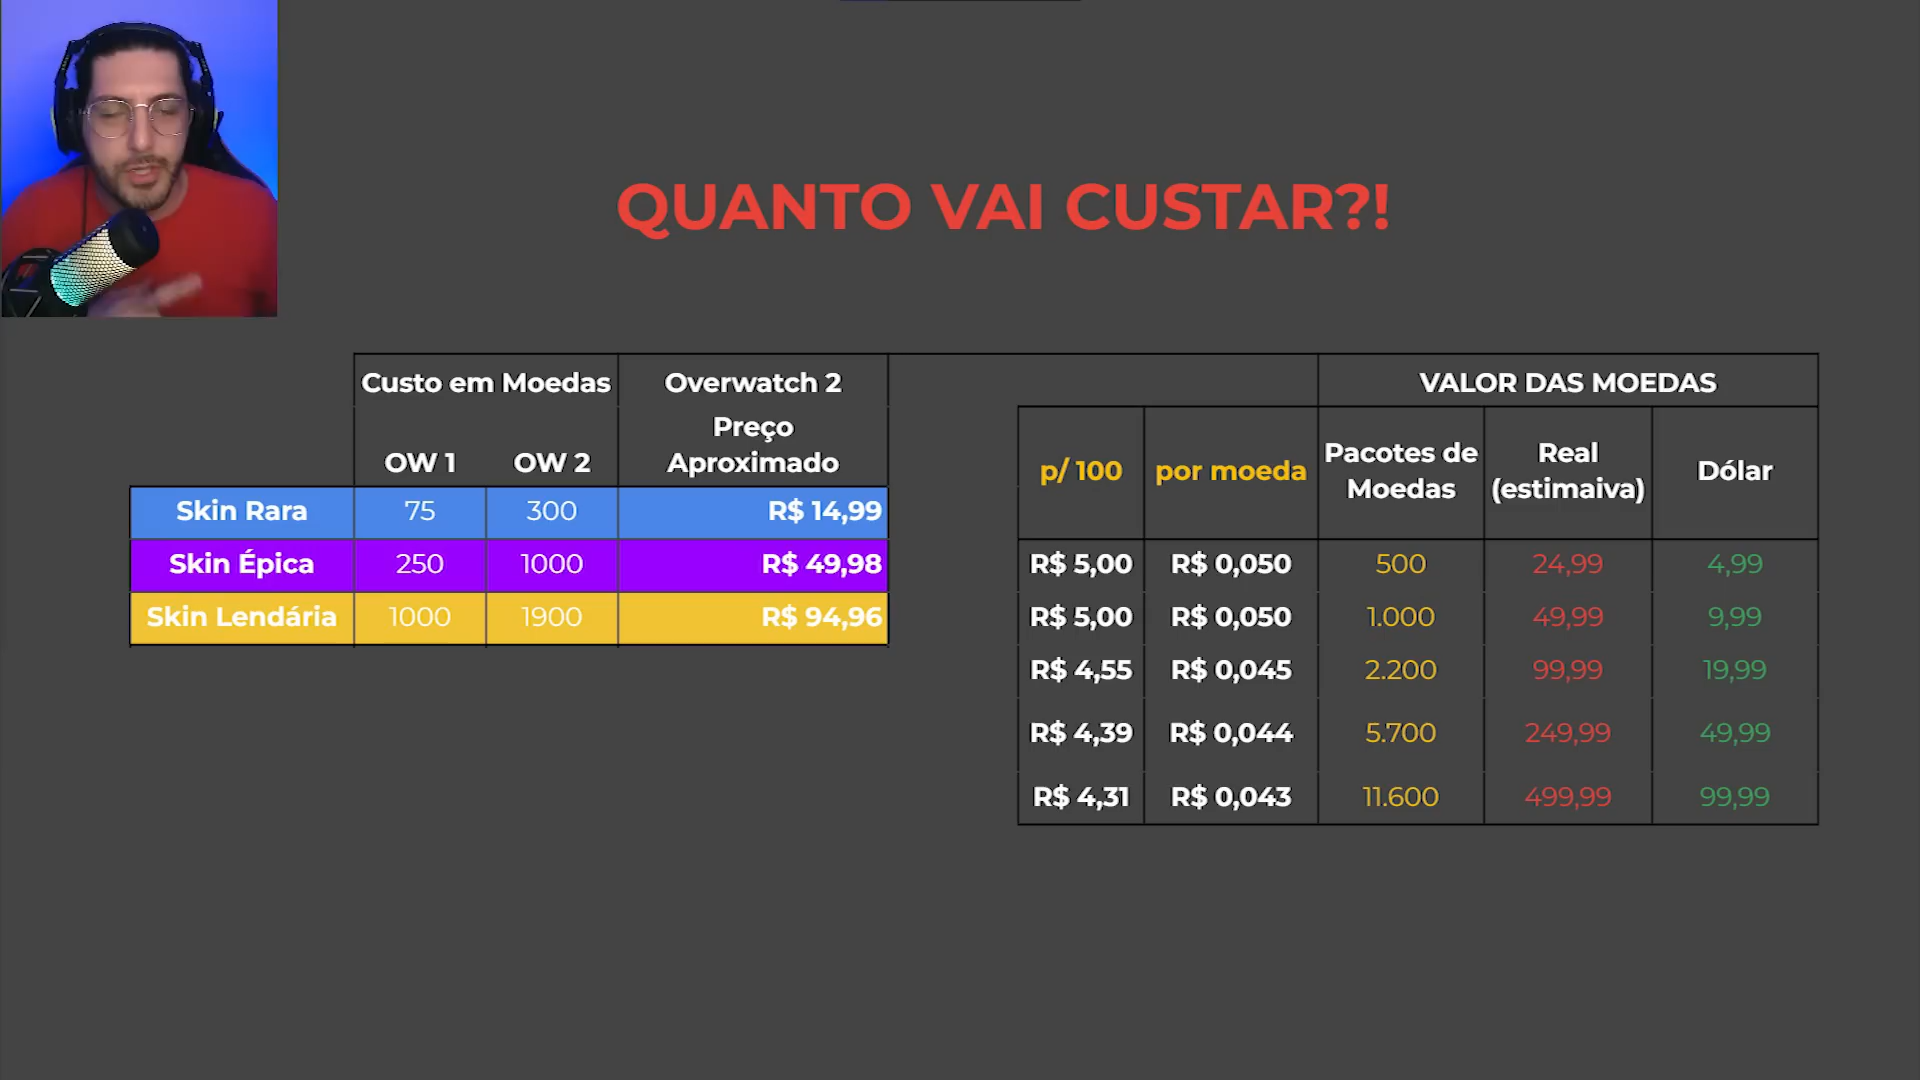 QUANTO VAI CUSTAR?!
Custo em Moedas Overwatch 2
OW 1 OW 2 Preço Aproximado
Skin Rara 75 300 R$ 14,99
Skin Épica 250 1000 R$ 49,98
Skin Lendária 1000 1900 R$ 94,96
VALOR DAS MOEDAS
p/ 100 por moeda Pacotes de Moedas Real (estimaiva) Dólar
R$ 5,00 R$ 0,050 500 24,99 4,99
R$ 5,00 R$ 0,050 1.000 49,99 9,99
R$ 4,55 R$ 0,045 2.200 99,99 19,99
R$ 4,39 R$ 0,044 5.700 249,99 49,99
R$ 4,31 R$ 0,043 11.600 499,99 99,99